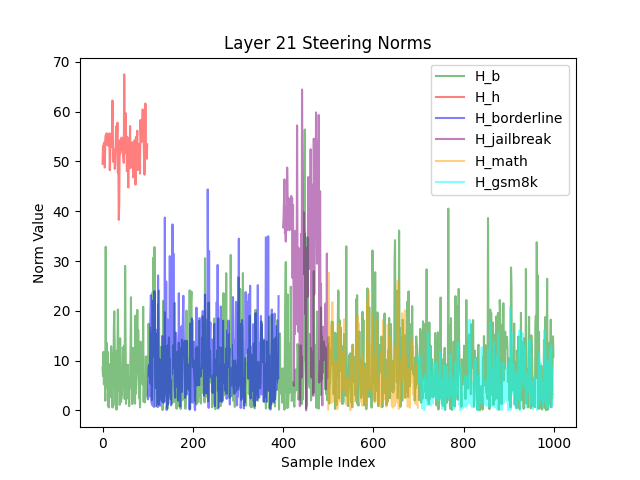 Layer 21 Steering Norms
70
60
50
40
30
20
10
0
Norm Value
H_b
H_h
H_borderline
H_jailbreak
H_math
H_gsm8k
0
200
400
600
800
1000
Sample Index